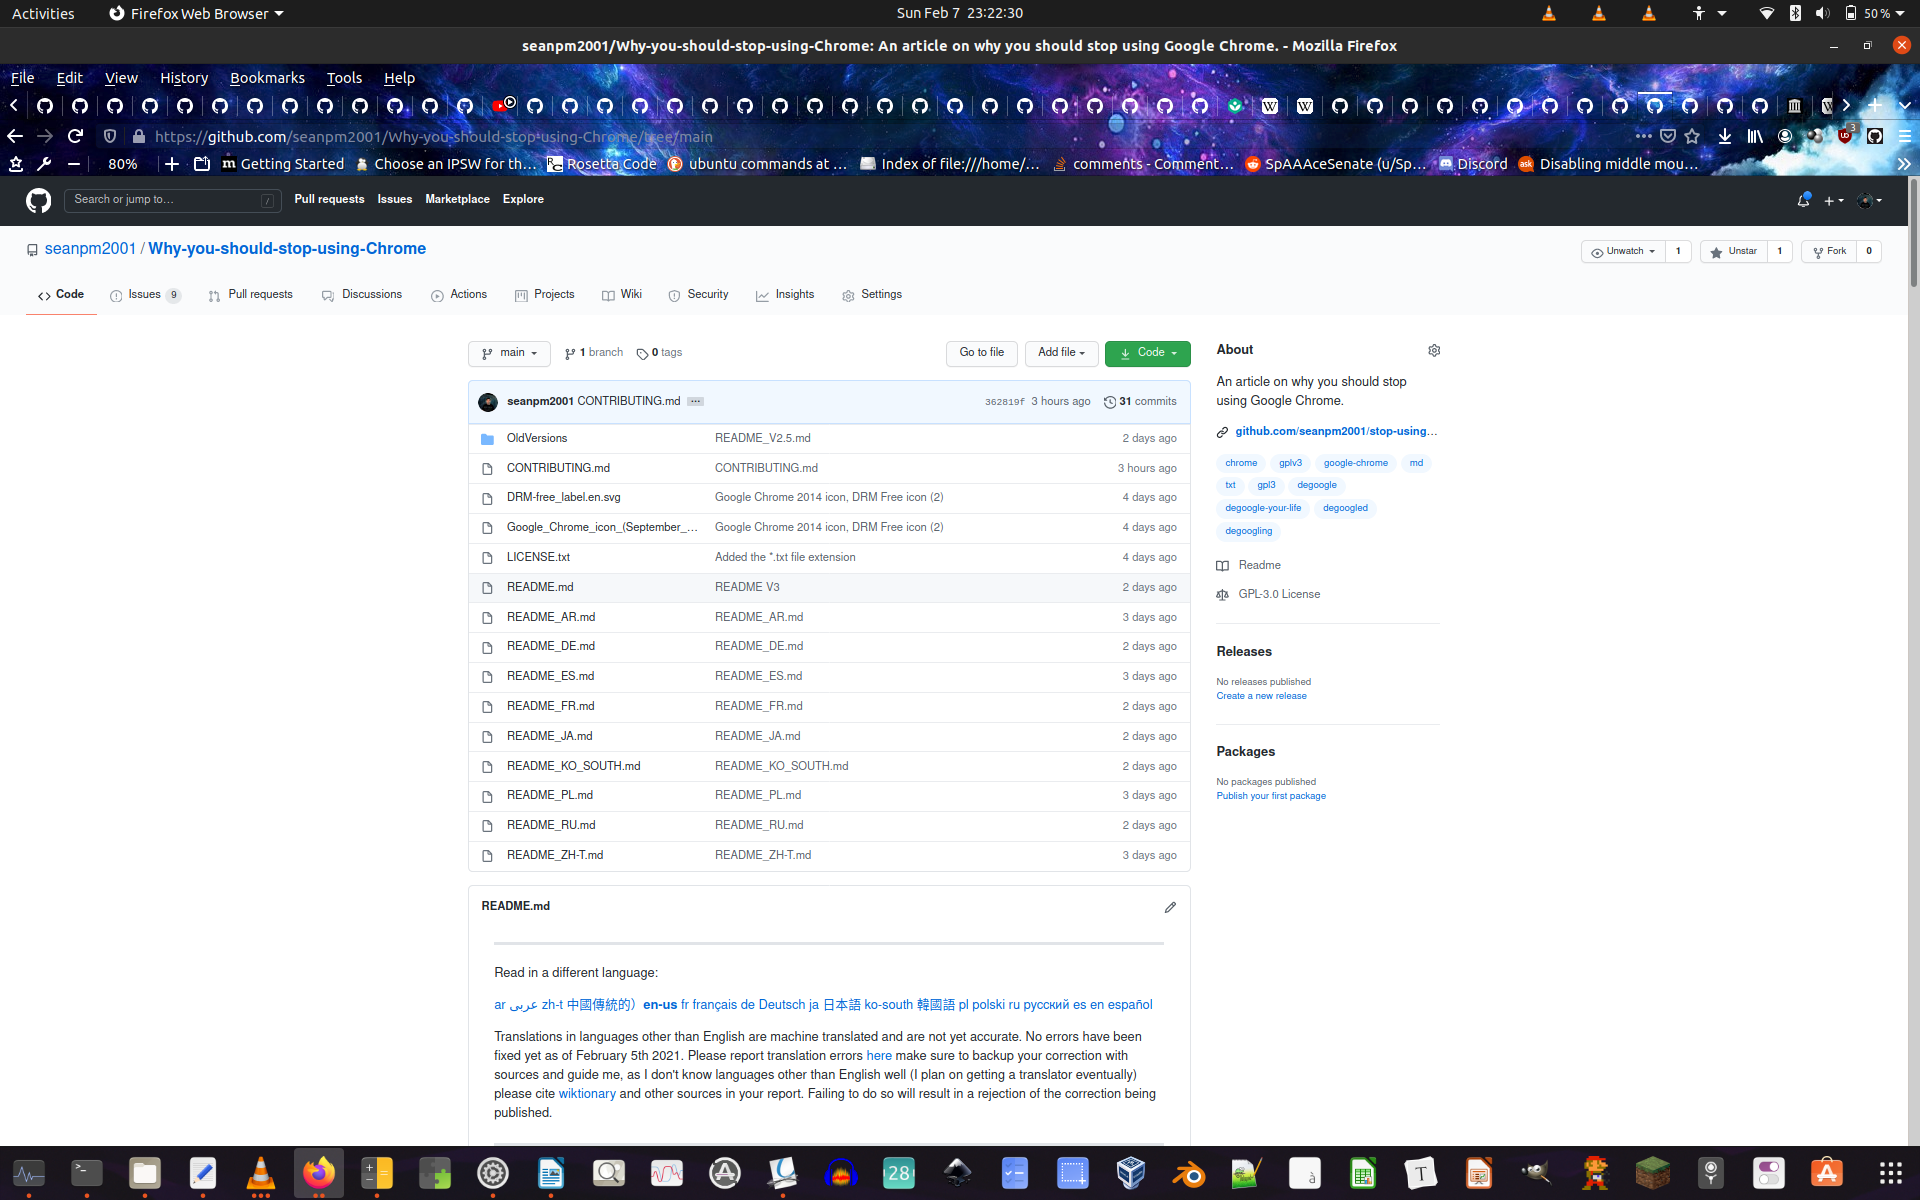 Activities
Firefox Web Browser
Sun Feb 7 23:22:30
50 %
seanpm2001/Why-you-should-stop-using-Chrome: An article on why you should stop using Google Chrome. - Mozilla Firefox
File Edit View History Bookmarks Tools Help
https://github.com/seanpm2001/Why-you-should-stop-using-Chrome/tree/main
3
80%
Getting Started
Choose an IPSW for th…
Rosetta Code
ubuntu commands at …
Index of file:///home/…
comments - Comment…
SpAAAceSenate (u/Sp…
Discord
Disabling middle mou…
Search or jump to…
/
Pull requests Issues Marketplace Explore
seanpm2001 / Why-you-should-stop-using-Chrome
Unwatch 1
Unstar 1
Fork 0
Code
Issues 9
Pull requests
Discussions
Actions
Projects
Wiki
Security
Insights
Settings
main
1 branch
0 tags
Go to file
Add file
Code
seanpm2001 CONTRIBUTING.md …
362819f 3 hours ago
31 commits
OldVersions README_V2.5.md 2 days ago
CONTRIBUTING.md CONTRIBUTING.md 3 hours ago
DRM-free_label.en.svg Google Chrome 2014 icon, DRM Free icon (2) 4 days ago
Google_Chrome_icon_(September_… Google Chrome 2014 icon, DRM Free icon (2) 4 days ago
LICENSE.txt Added the *.txt file extension 4 days ago
README.md README V3 2 days ago
README_AR.md README_AR.md 3 days ago
README_DE.md README_DE.md 2 days ago
README_ES.md README_ES.md 3 days ago
README_FR.md README_FR.md 2 days ago
README_JA.md README_JA.md 2 days ago
README_KO_SOUTH.md README_KO_SOUTH.md 2 days ago
README_PL.md README_PL.md 3 days ago
README_RU.md README_RU.md 2 days ago
README_ZH-T.md README_ZH-T.md 3 days ago
README.md
Read in a different language:
ar عربى zh-t 中國傳統的） en-us fr français de Deutsch ja 日本語 ko-south 韓國語 pl polski ru русский es en español
Translations in languages other than English are machine translated and are not yet accurate. No errors have been
fixed yet as of February 5th 2021. Please report translation errors here make sure to backup your correction with
sources and guide me, as I don't know languages other than English well (I plan on getting a translator eventually)
please cite wiktionary and other sources in your report. Failing to do so will result in a rejection of the correction being
published.
About
An article on why you should stop
using Google Chrome.
github.com/seanpm2001/stop-using…
chrome gplv3 google-chrome md
txt gpl3 degoogle
degoogle-your-life degoogled
degoogling
Readme
GPL-3.0 License
Releases
No releases published
Create a new release
Packages
No packages published
Publish your first package
28